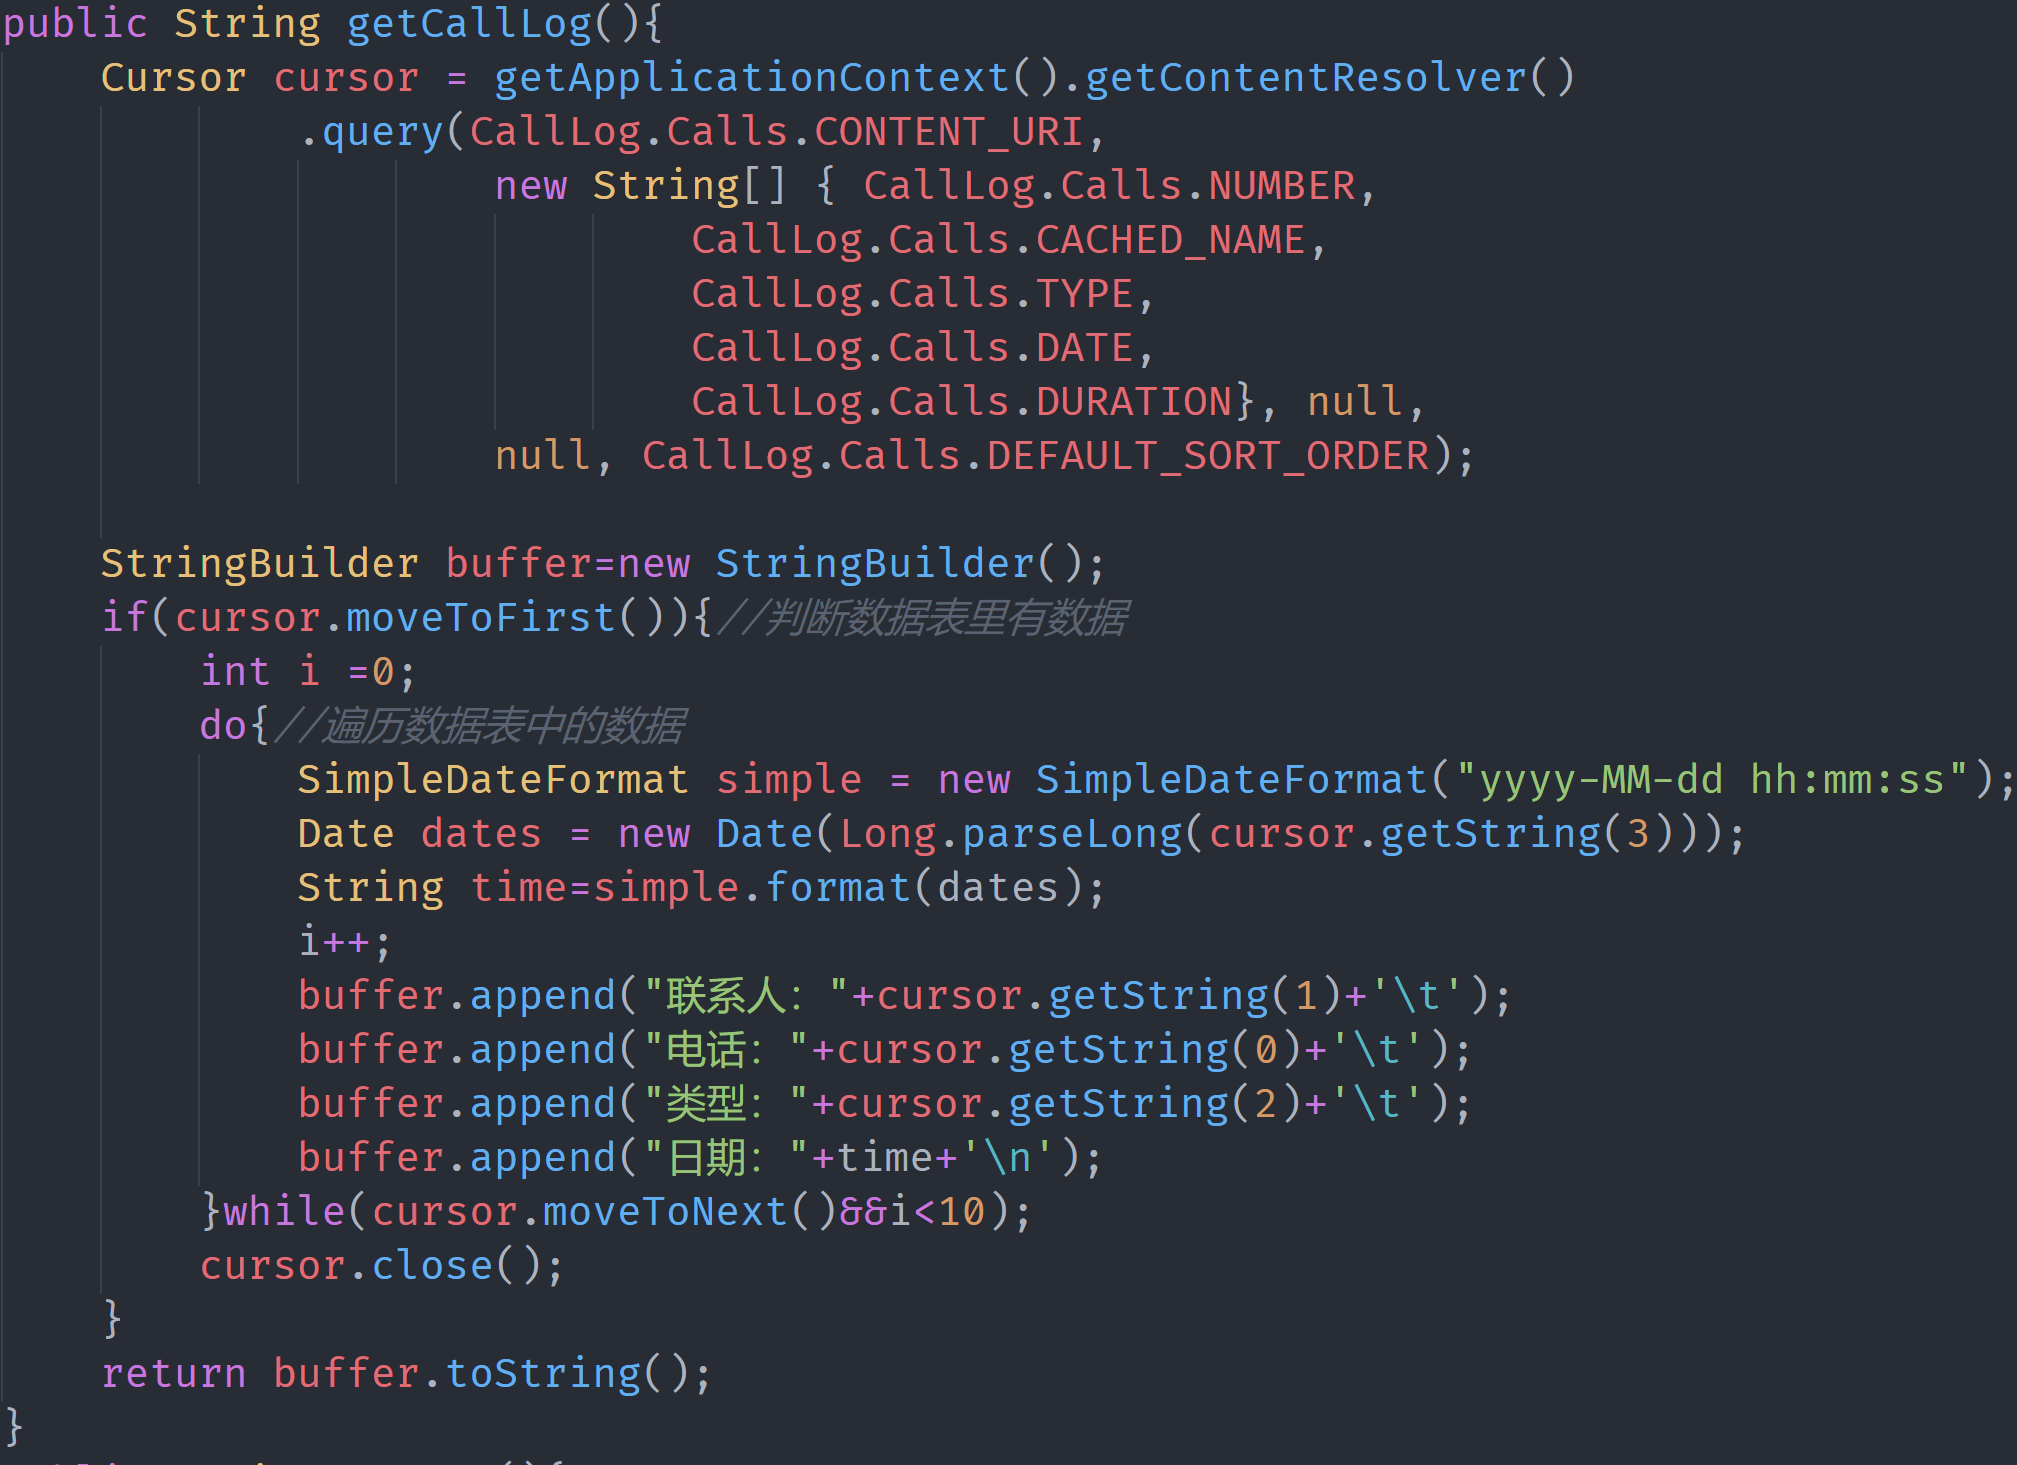 public String getCallLog(){
Cursor cursor = getApplicationContext().getContentResolver()
.query(CallLog.Calls.CONTENT_URI,
new String[] { CallLog.Calls.NUMBER,
CallLog.Calls.CACHED_NAME,
CallLog.Calls.TYPE,
CallLog.Calls.DATE,
CallLog.Calls.DURATION}, null,
null, CallLog.Calls.DEFAULT_SORT_ORDER);
StringBuilder buffer=new StringBuilder();
if(cursor.moveToFirst()){//判断数据表里有数据
int i =0;
do{//遍历数据表中的数据
SimpleDateFormat simple = new SimpleDateFormat("yyyy-MM-dd hh:mm:ss");
Date dates = new Date(Long.parseLong(cursor.getString(3)));
String time=simple.format(dates);
i++;
buffer.append("联系人："+cursor.getString(1)+'\t');
buffer.append("电话："+cursor.getString(0)+'\t');
buffer.append("类型："+cursor.getString(2)+'\t');
buffer.append("日期："+time+'\n');
}while(cursor.moveToNext()&&i<10);
cursor.close();
}
return buffer.toString();
}